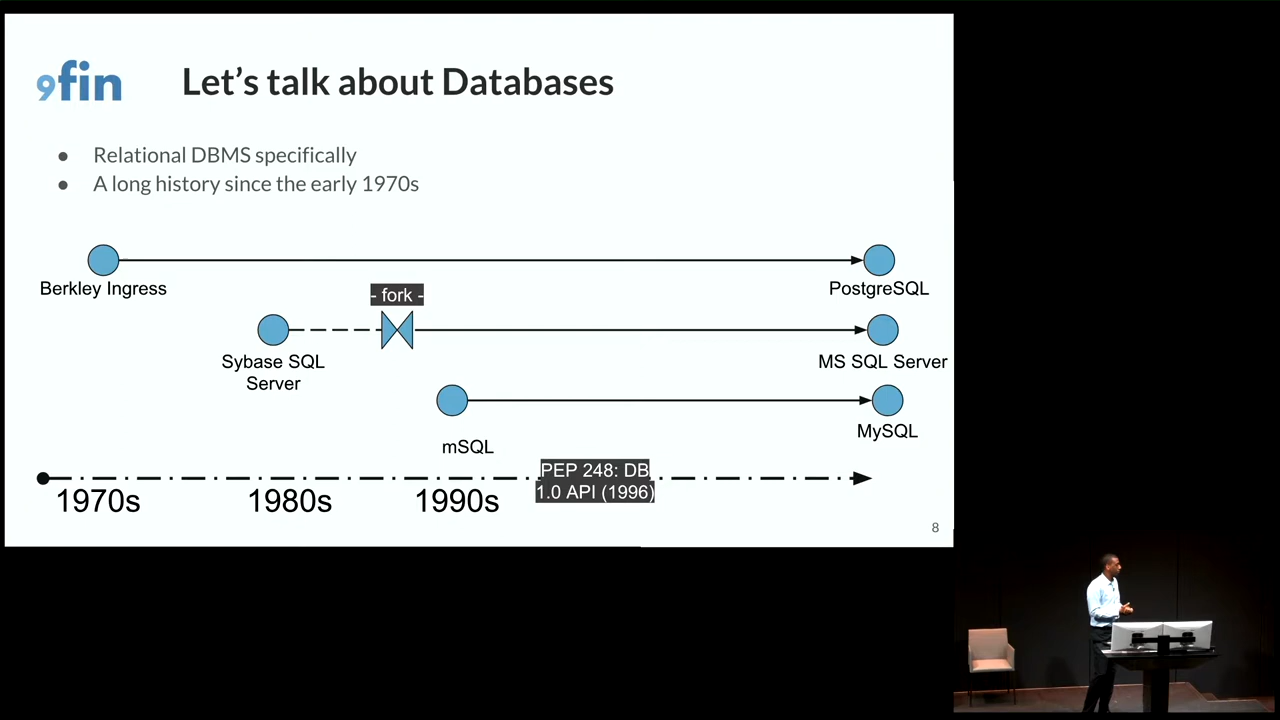 9fin
Let's talk about Databases
● Relational DBMS specifically
● A long history since the early 1970s
Berkley Ingress
PostgreSQL
- fork -
Sybase SQL
Server
MS SQL Server
mSQL
MySQL
PEP 248: DB
1.0 API (1996)
1970s
1980s
1990s
8